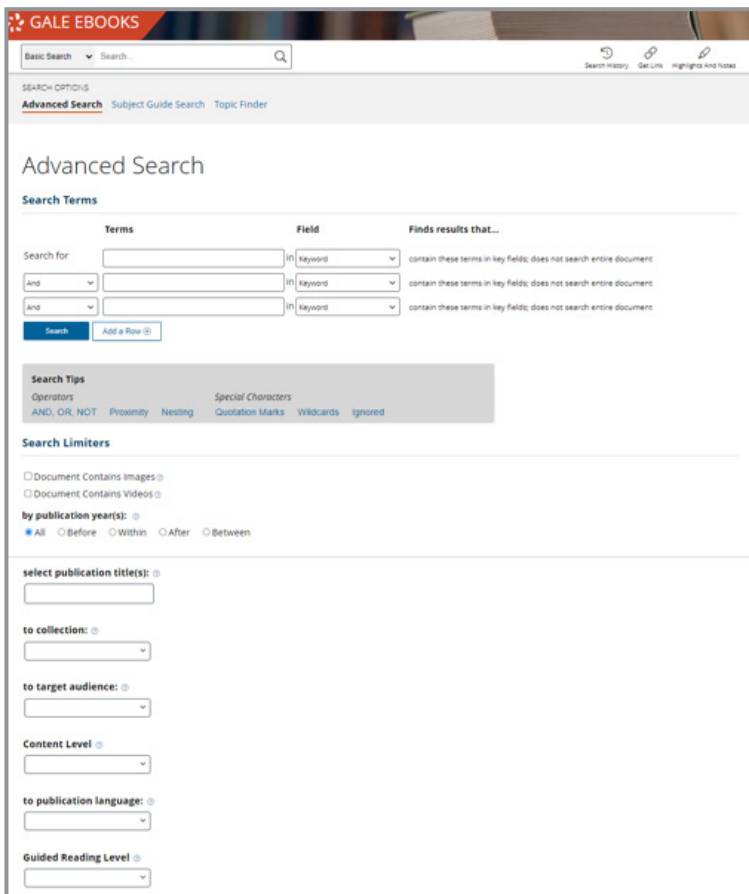 GALE EBOOKS
Basic Search Search...
Search History Get Link Highlights And Notes
SEARCH OPTIONS
Advanced Search Subject Guide Search Topic Finder
Advanced Search
Search Terms
Terms Field Finds results that...
Search for in Keyword contain these terms in key fields; does not search entire document
And in Keyword contain these terms in key fields; does not search entire document
And in Keyword contain these terms in key fields; does not search entire document
Search Add a Row
Search Tips
Operators Special Characters
AND, OR, NOT Proximity Nesting Quotation Marks Wildcards Ignored
Search Limiters
Document Contains Images ?
Document Contains Videos ?
by publication year(s): ?
All Before Within After Between
select publication title(s): ?
to collection: ?
to target audience: ?
Content Level ?
to publication language: ?
Guided Reading Level ?